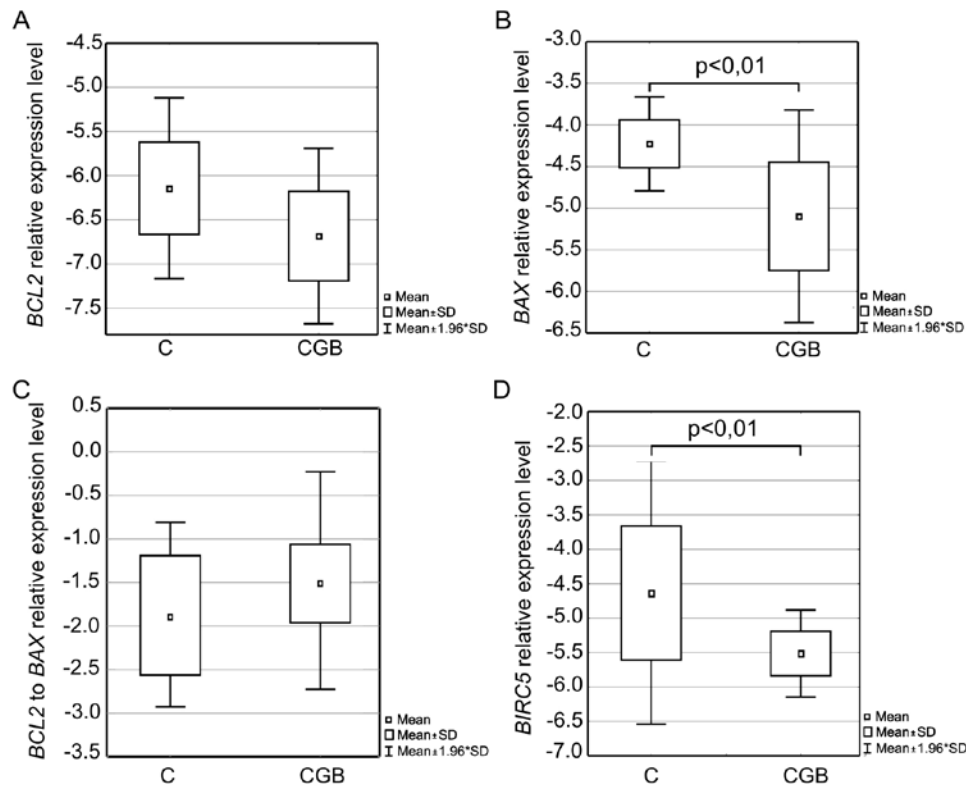 A
BCL2 relative expression level
-4.5
-5.0
-5.5
-6.0
-6.5
-7.0
-7.5
C
CGB
Mean
Mean±SD
Mean±1.96*SD
B
BAX relative expression level
-3.0
-3.5
-4.0
-4.5
-5.0
-5.5
-6.0
-6.5
p<0,01
C
CGB
Mean
Mean±SD
Mean±1.96*SD
C
BCL2 to BAX relative expression level
0.5
0.0
-0.5
-1.0
-1.5
-2.0
-2.5
-3.0
-3.5
C
CGB
Mean
Mean±SD
Mean±1.96*SD
D
BIRC5 relative expression level
-2.0
-2.5
-3.0
-3.5
-4.0
-4.5
-5.0
-5.5
-6.0
-6.5
-7.0
p<0,01
C
CGB
Mean
Mean±SD
Mean±1.96*SD